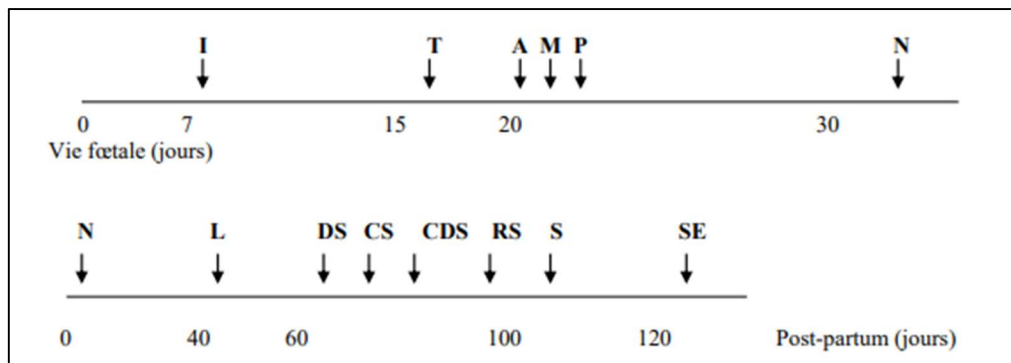 I T A M P N
0 7 15 20 30
Vie fœtale (jours)
N L DS CS CDS RS S SE
0 40 60 100 120 Post-partum (jours)